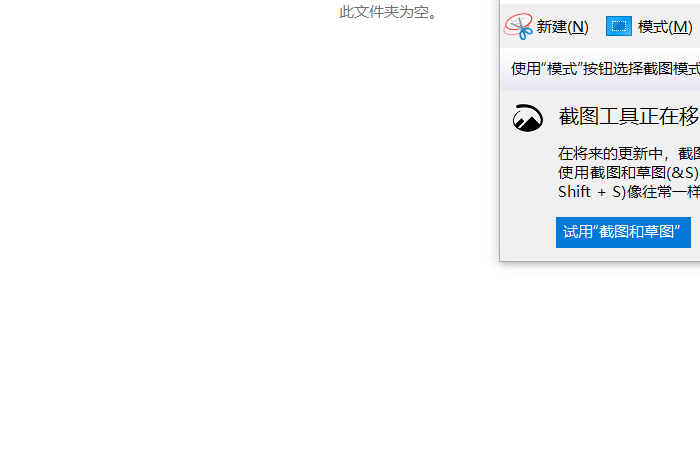 此文件夹为空。
新建(N) 模式(M)
使用“模式”按钮选择截图模式
截图工具正在移
在将来的更新中，截图
使用截图和草图(&S)
Shift + S)像往常一样
试用“截图和草图”